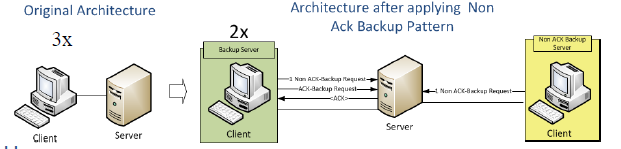 Original Architecture
3x
Client
Server
Architecture after applying Non
Ack Backup Pattern
2x
Backup Server
Client
1 Non ACK-Backup Request
ACK-Backup Request
<ACK>
Server
1 Non ACK-Backup Request
Non ACK Backup
Server
Client